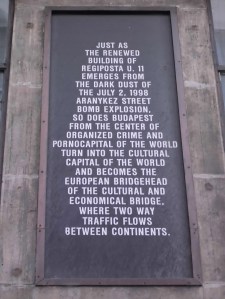 JUST AS
THE RENEWED
BUILDING OF
REGIPOSTA U. 11
EMERGES FROM
THE DARK DUST OF
THE JULY 2, 1998
ARANYKEZ STREET
BOMB EXPLOSION,
SO DOES BUDAPEST
FROM THE CENTER OF
ORGANIZED CRIME AND
PORNOCAPITAL OF THE WORLD
TURN INTO THE CULTURAL
CAPITAL OF THE WORLD
AND BECOMES THE
EUROPEAN BRIDGEHEAD
OF THE CULTURAL AND
ECONOMICAL BRIDGE,
WHERE TWO WAY
TRAFFIC FLOWS
BETWEEN CONTINENTS.